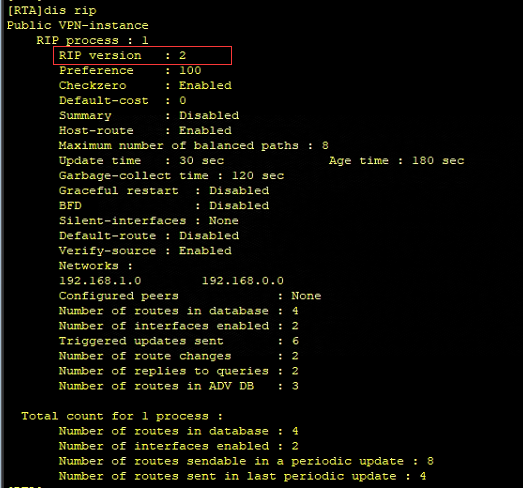 [RTA]dis rip
Public VPN-instance
RIP process : 1
RIP version : 2
Preference : 100
Checkzero : Enabled
Default-cost : 0
Summary : Disabled
Host-route : Enabled
Maximum number of balanced paths : 8
Update time : 30 sec Age time : 180 sec
Garbage-collect time : 120 sec
Graceful restart : Disabled
BFD : Disabled
Silent-interfaces : None
Default-route : Disabled
Verify-source : Enabled
Networks :
192.168.1.0 192.168.0.0
Configured peers : None
Number of routes in database : 4
Number of interfaces enabled : 2
Triggered updates sent : 6
Number of route changes : 2
Number of replies to queries : 2
Number of routes in ADV DB : 3
Total count for 1 process :
Number of routes in database : 4
Number of interfaces enabled : 2
Number of routes sendable in a periodic update : 8
Number of routes sent in last periodic update : 4